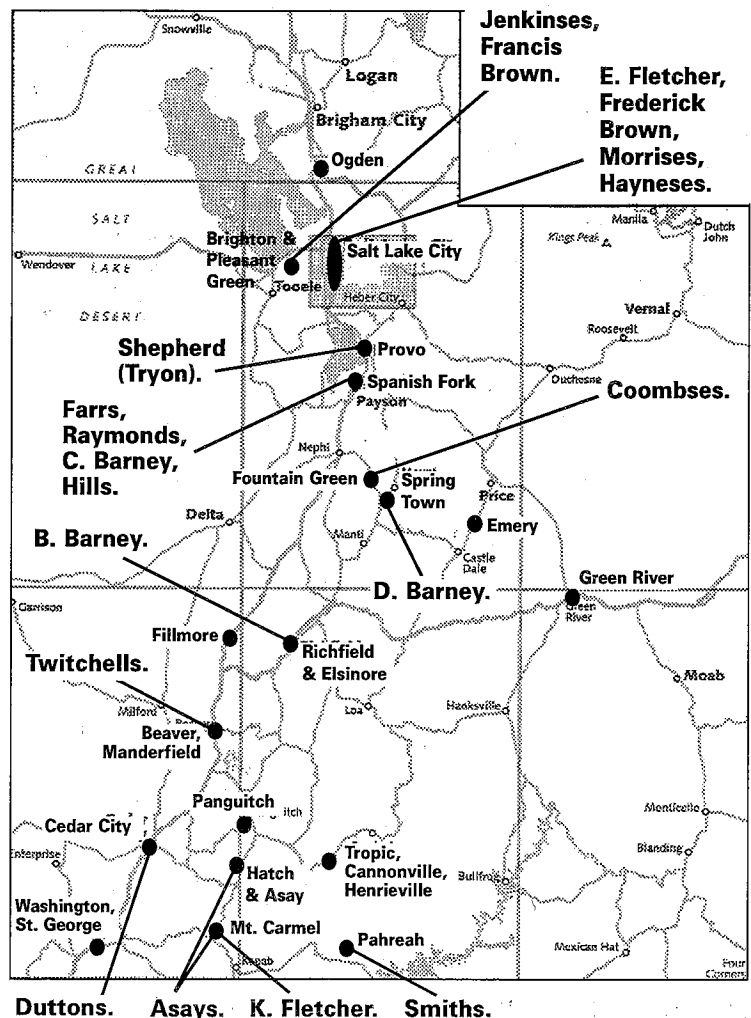 Jenkinses,
Francis
Brown.
E. Fletcher,
Frederick
Brown,
Morrises,
Hayneses.
Snowville
Logan
Brigham City
Ogden
GREAT
SALT
LAKE
DESERT
Wendover
Brighton &
Pleasant
Green
Tooele
Salt Lake City
Heber City
Manila
Dutch
John
Kings Peak
Vernal
Roosevelt
Duchesne
Shepherd
(Tryon).
Provo
Spanish Fork
Payson
Coombses.
Farrs,
Raymonds,
C. Barney,
Hills.
Nephi
Fountain Green
Spring
Town
Price
Delta
Manti
Emery
Castle
Dale
B. Barney.
D. Barney.
Green River
Green
River
Garrison
Fillmore
Richfield
& Elsinore
Twitchells.
Moab
Milford
Loa
Hanksville
Beaver,
Manderfield
Panguitch
itch
Monticello
Cedar City
Enterprise
Blanding
Hatch
& Asay
Tropic,
Cannonville,
Henrieville
Bullfrog
Washington,
St. George
Mt. Carmel
Pahreah
Kanab
Mexican Hat
Four
Corners
Duttons.
Asays.
K. Fletcher.
Smiths.